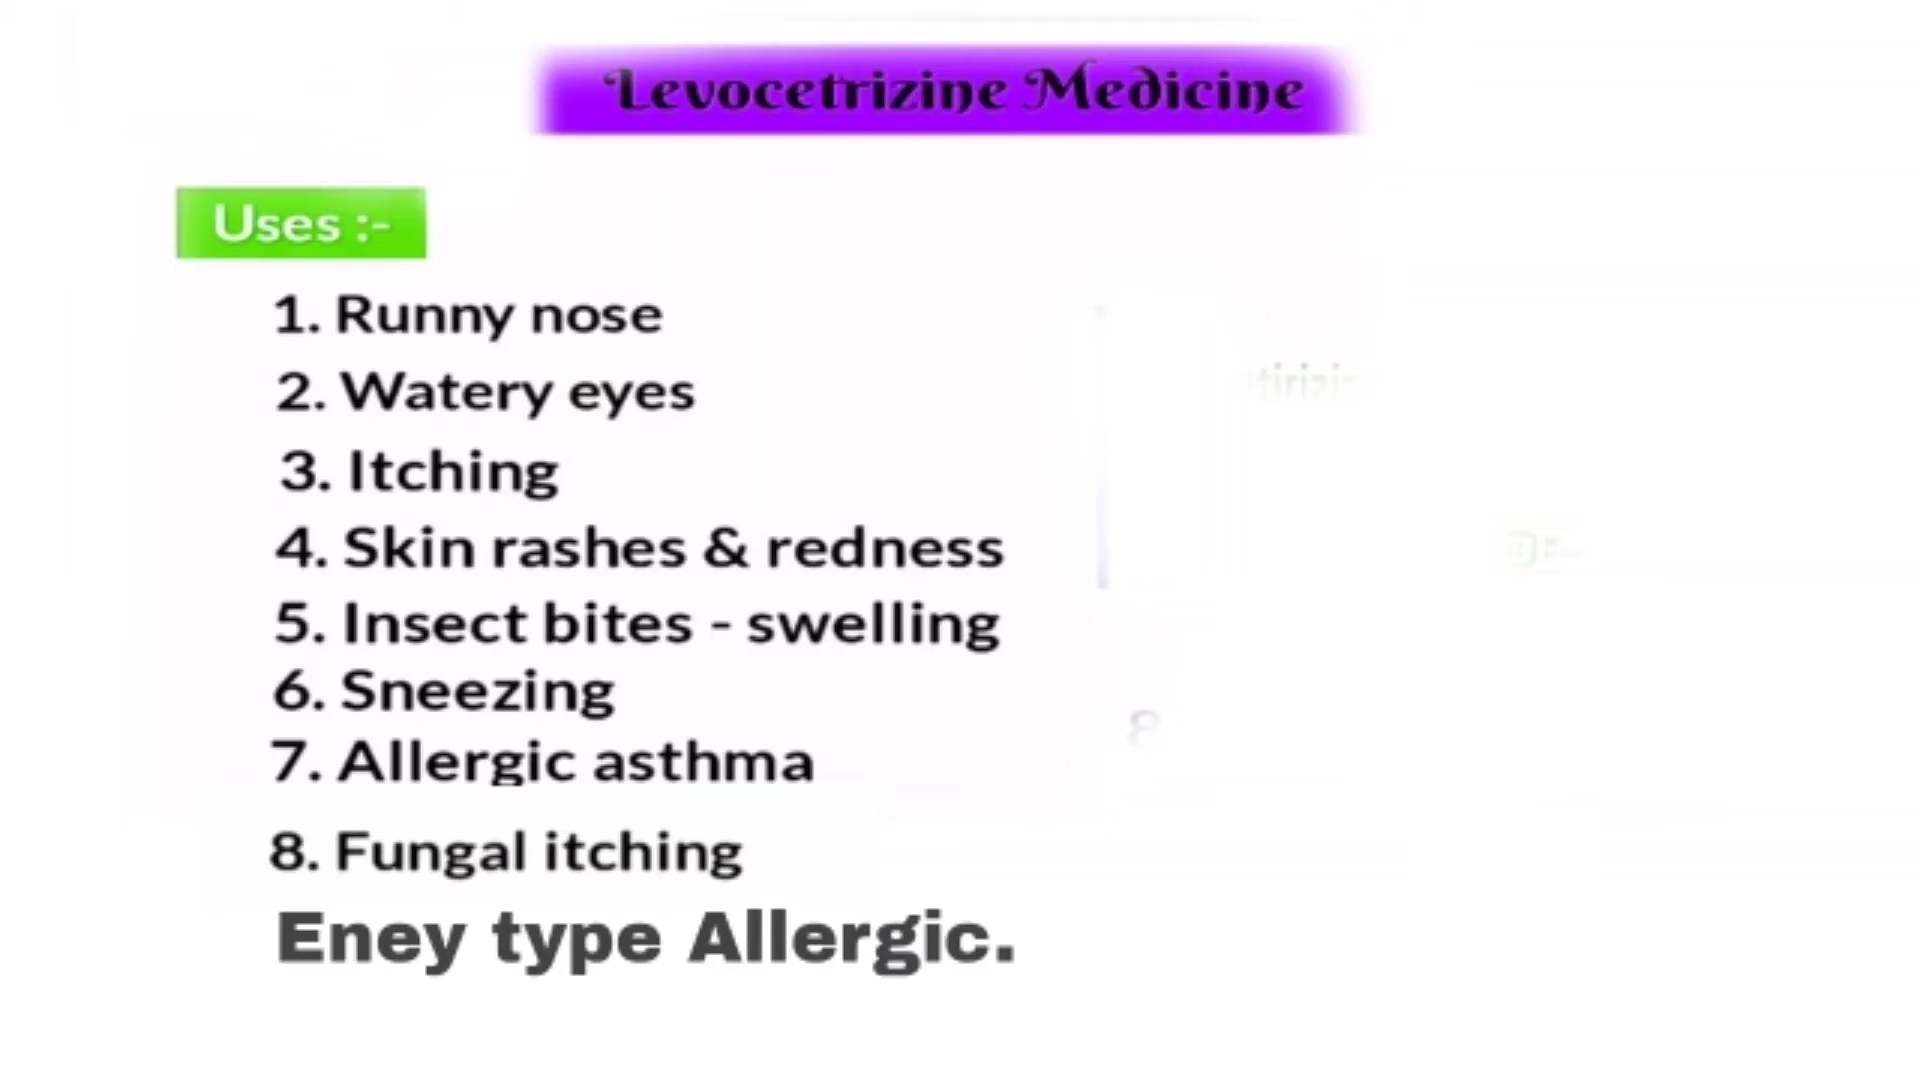 Levocetrizine Medicine
Uses :-
1. Runny nose
2. Watery eyes
3. Itching
4. Skin rashes & redness
5. Insect bites - swelling
6. Sneezing
7. Allergic asthma
8. Fungal itching
Eney type Allergic.